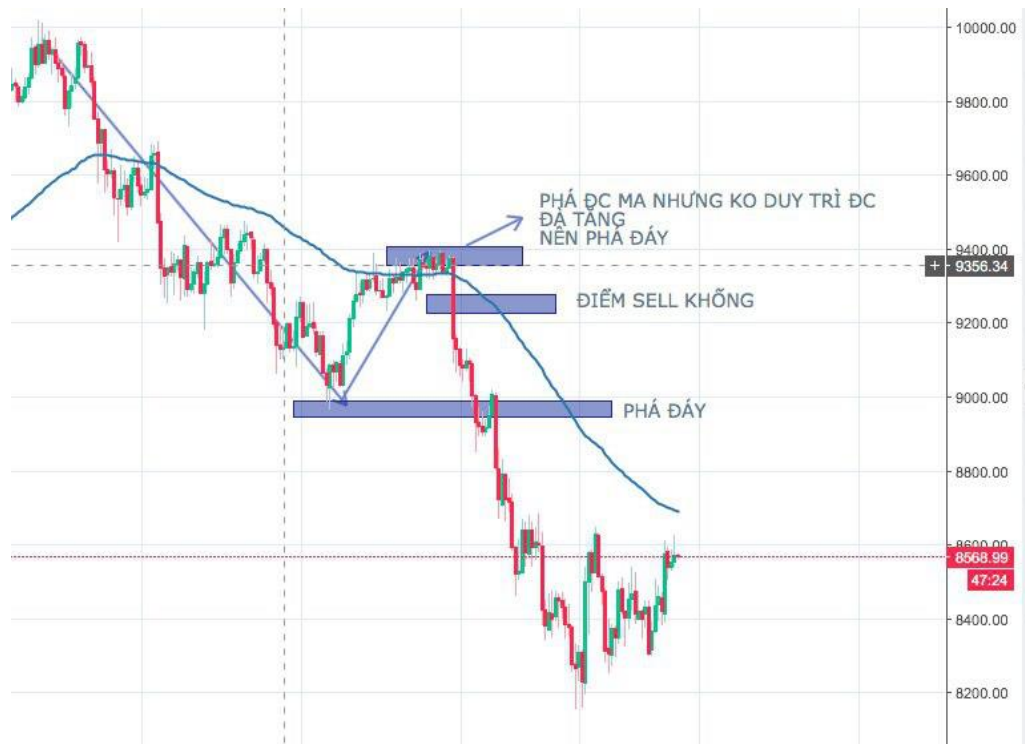 10000.00
9800.00
9600.00
PHÁ ĐC MA NHƯNG KO DUY TRÌ ĐC
ĐÀ TĂNG
NÊN PHÁ ĐÁY
9400.00
+ 9356.34
ĐIỂM SELL KHỐNG
9200.00
9000.00
PHÁ ĐÁY
8800.00
8600.00
8568.99
47:24
8400.00
8200.00